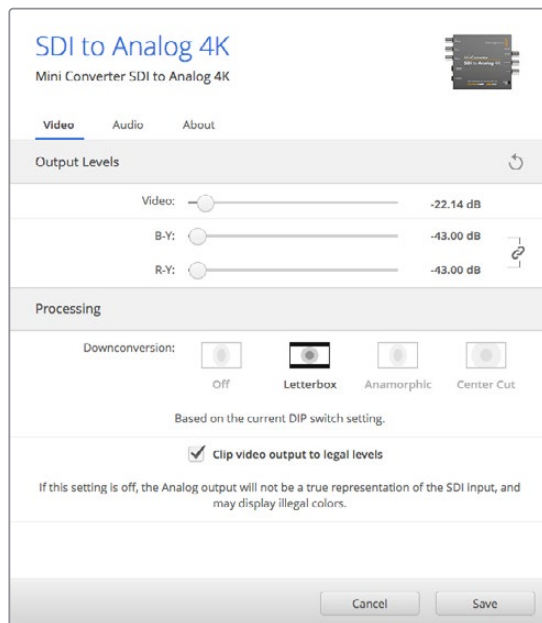 SDI to Analog 4K
Mini Converter SDI to Analog 4K
Video Audio About
Output Levels
Video: -22.14 dB
B-Y: -43.00 dB
R-Y: -43.00 dB
Processing
Downconversion:
Off Letterbox Anamorphic Center Cut
Based on the current DIP switch setting.
Clip video output to legal levels
If this setting is off, the Analog output will not be a true representation of the SDI input, and
may display illegal colors.
Cancel Save